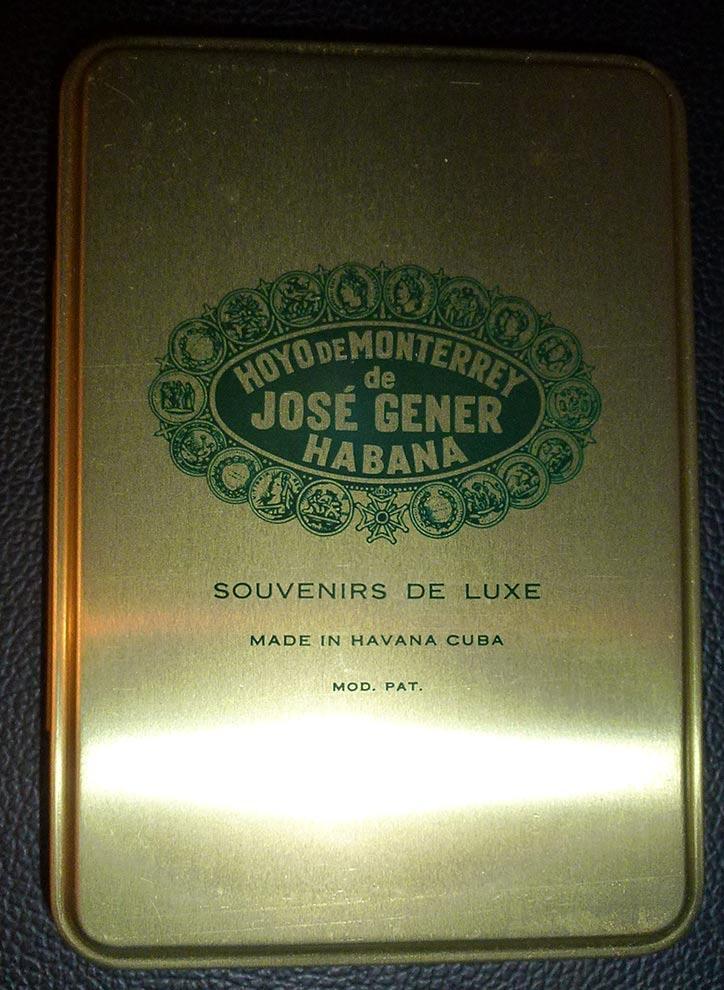 HOYO DE MONTERREY
de
JOSÉ GENER
HABANA
SOUVENIRS DE LUXE
MADE IN HAVANA CUBA
MOD. PAT.